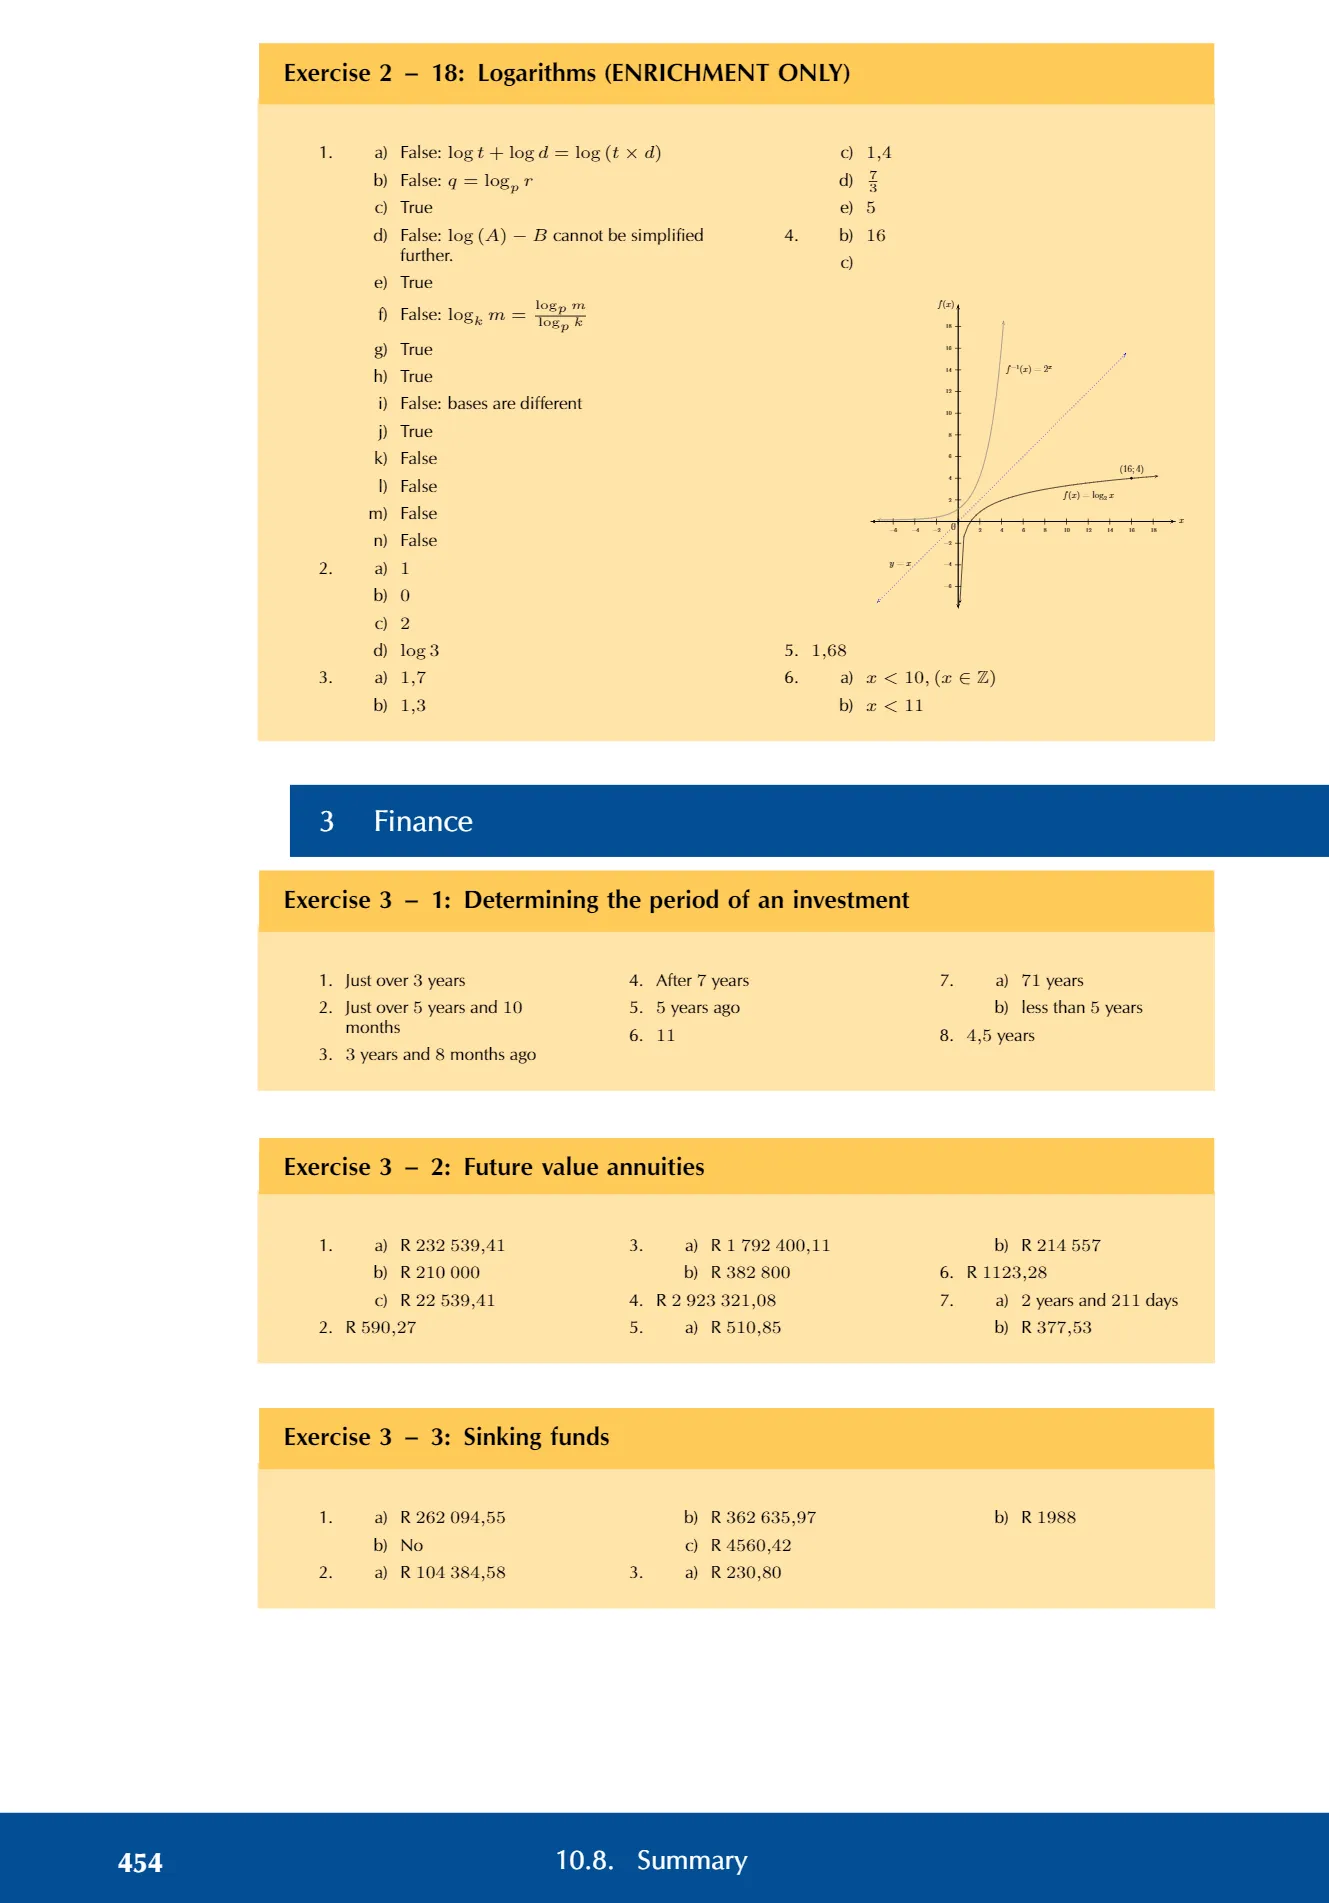 Exercise 2 – 18: Logarithms (ENRICHMENT ONLY)
1. a) False: log t + log d = log (t × d)
b) False: q = log_p r
c) True
d) False: log (A) − B cannot be simplified
further.
e) True
f) False: log_k m = log_p m / log_p k
g) True
h) True
i) False: bases are different
j) True
k) False
l) False
m) False
n) False
2. a) 1
b) 0
c) 2
d) log 3
3. a) 1,7
b) 1,3
c) 1,4
d) 7/3
e) 5
4. b) 16
c)
f(x)
18
16
14
12
10
8
6
4
2
−2
−4
−6
−6 −4 −2 0 2 4 6 8 10 12 14 16 18
x
f⁻¹(x) = 2ˣ
(16; 4)
f(x) = log₂ x
y = x
5. 1,68
6. a) x < 10, (x ∈ ℤ)
b) x < 11
3 Finance
Exercise 3 – 1: Determining the period of an investment
1. Just over 3 years
2. Just over 5 years and 10
months
3. 3 years and 8 months ago
4. After 7 years
5. 5 years ago
6. 11
7. a) 71 years
b) less than 5 years
8. 4,5 years
Exercise 3 – 2: Future value annuities
1. a) R 232 539,41
b) R 210 000
c) R 22 539,41
2. R 590,27
3. a) R 1 792 400,11
b) R 382 800
4. R 2 923 321,08
5. a) R 510,85
b) R 214 557
6. R 1123,28
7. a) 2 years and 211 days
b) R 377,53
Exercise 3 – 3: Sinking funds
1. a) R 262 094,55
b) No
2. a) R 104 384,58
b) R 362 635,97
c) R 4560,42
3. a) R 230,80
b) R 1988
454
10.8. Summary